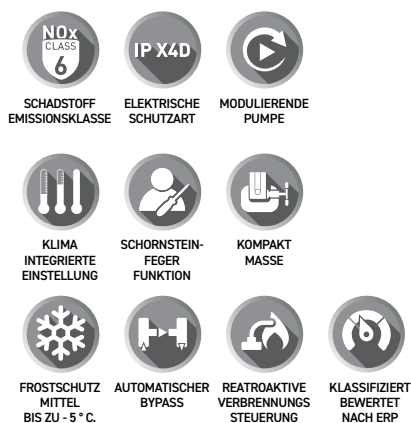 NOx
CLASS
6
IP X4D
SCHADSTOFF
EMISSIONSKLASSE
ELEKTRISCHE
SCHUTZART
MODULIERENDE
PUMPE
KLIMA
INTEGRIERTE
EINSTELLUNG
SCHORNSTEIN-
FEGER
FUNKTION
KOMPAKT
MASSE
FROSTSCHUTZ
MITTEL
BIS ZU - 5 ° C.
AUTOMATISCHER
BYPASS
REATROAKTIVE
VERBRENNUNGS
STEUERUNG
KLASSIFIZIERT
BEWERTET
NACH ERP